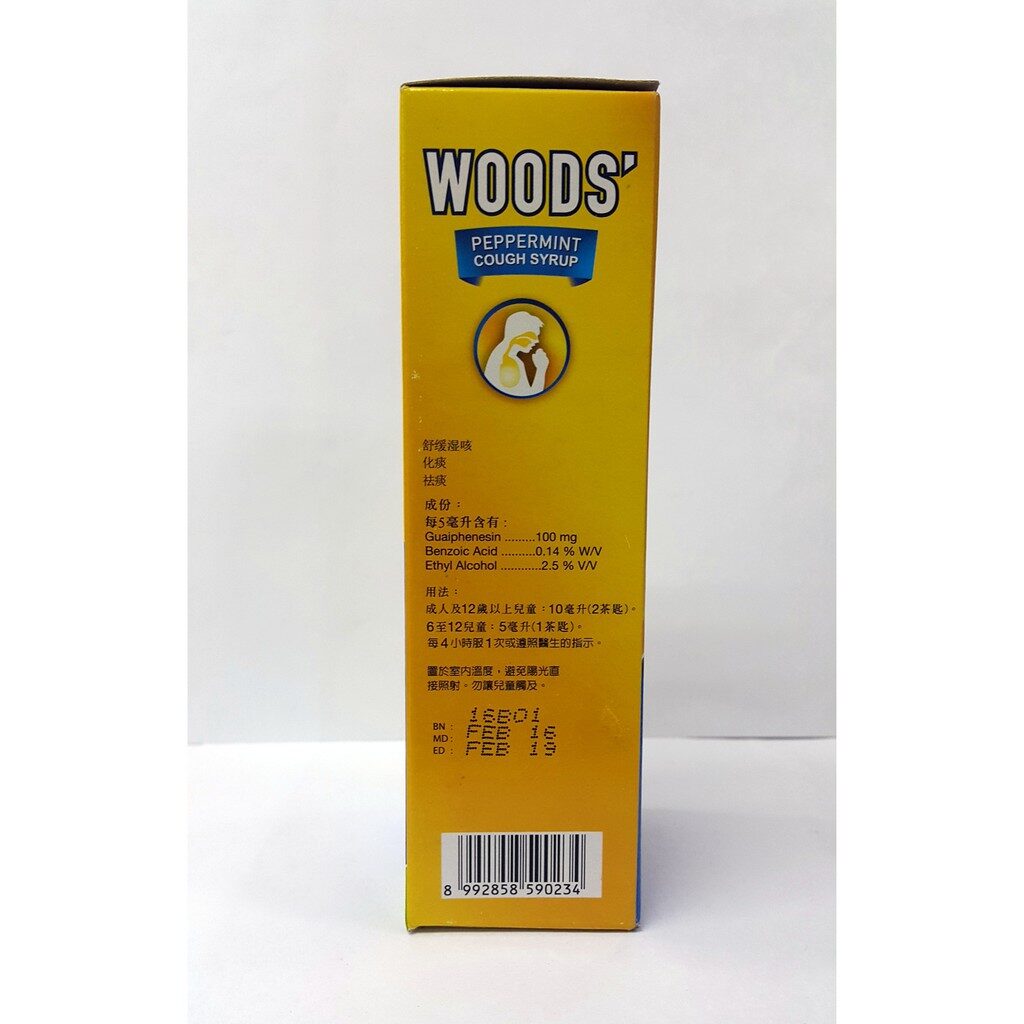 WOODS'
PEPPERMINT
COUGH SYRUP
舒缓湿咳
化痰
祛痰
成份：
每5毫升含有：
Guaiphenesin .........100 mg
Benzoic Acid ..........0.14 % W/V
Ethyl Alcohol ............2.5 % V/V
用法：
成人及12歲以上兒童：10毫升(2茶匙)。
6至12兒童：5毫升(1茶匙)。
每4小時服1次或遵照醫生的指示。
置於室內溫度，避免陽光直
接照射。勿讓兒童觸及。
BN : 16B01
MD : FEB 16
ED : FEB 19
8 992858 590234